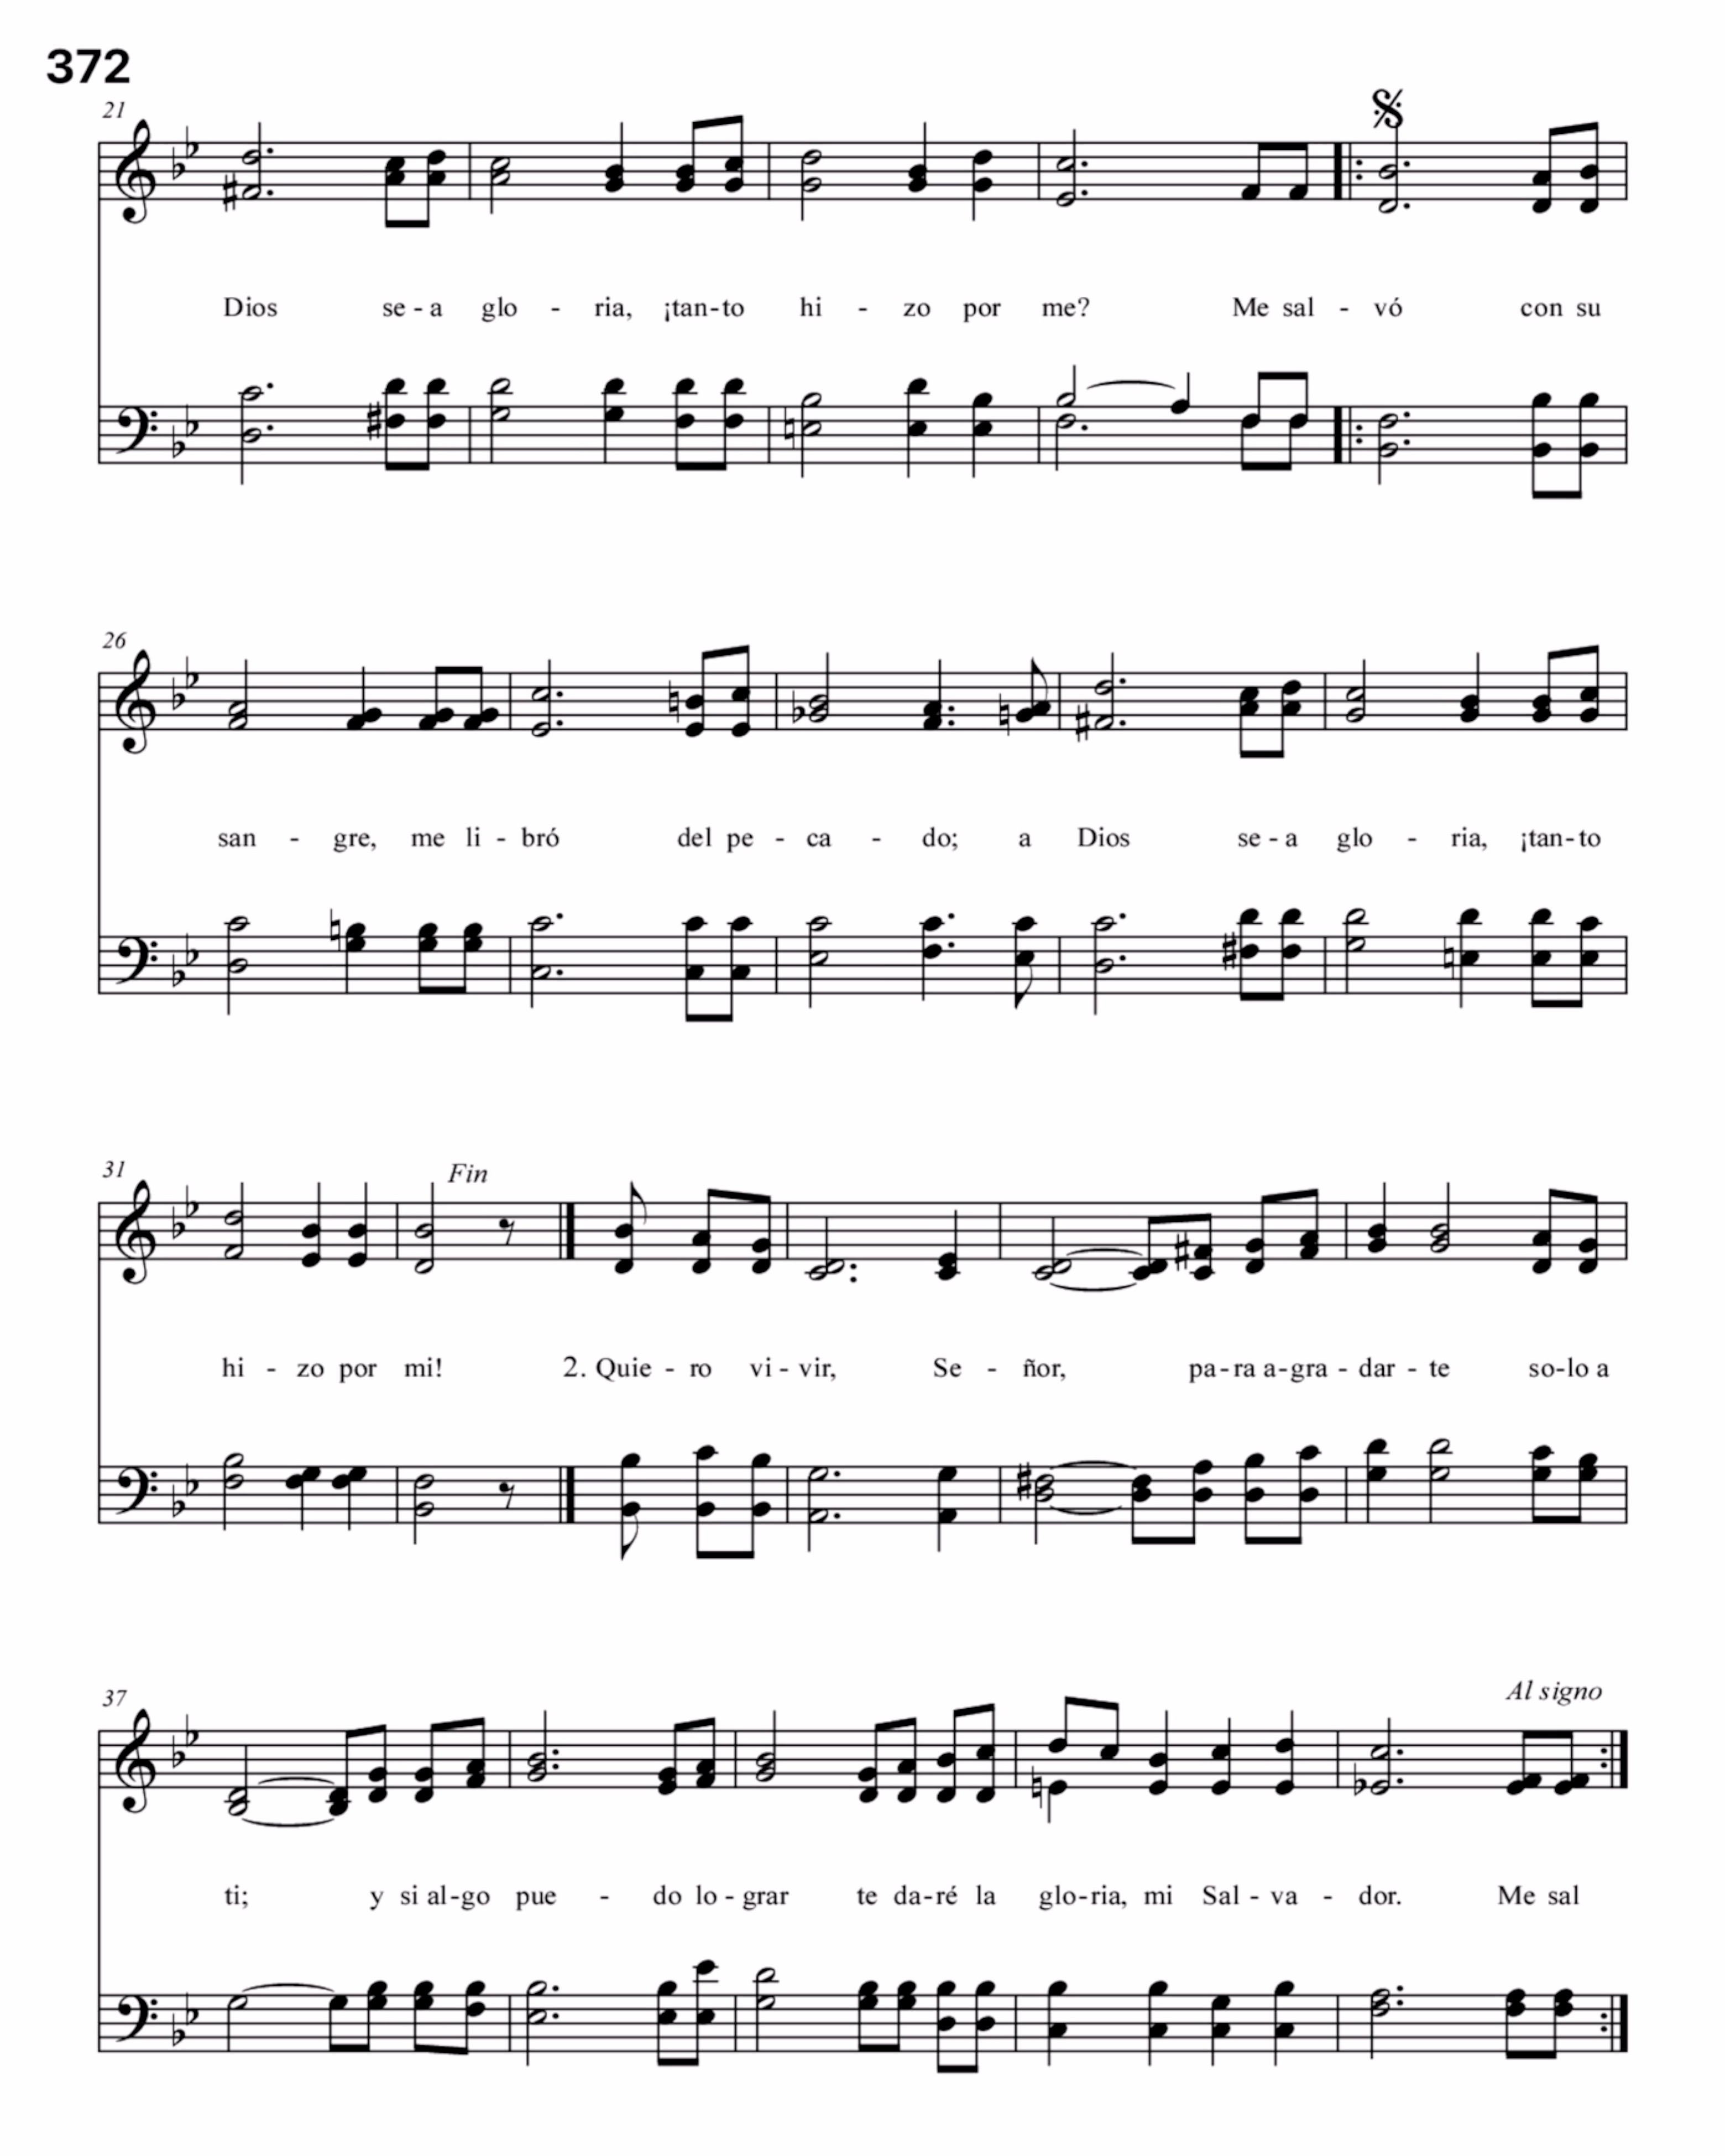 372
21
Dios se - a glo - ria, ¡tan-to hi - zo por me? Me sal - vó con su
26
san - gre, me li - bró del pe - ca - do; a Dios se - a glo - ria, ¡tan-to
31
Fin
hi - zo por mi! 2. Quie - ro vi - vir, Se - ñor, pa-ra a-gra - dar - te so-lo a
37
Al signo
ti; y si al-go pue - do lo - grar te da-ré la glo-ria, mi Sal - va - dor. Me sal